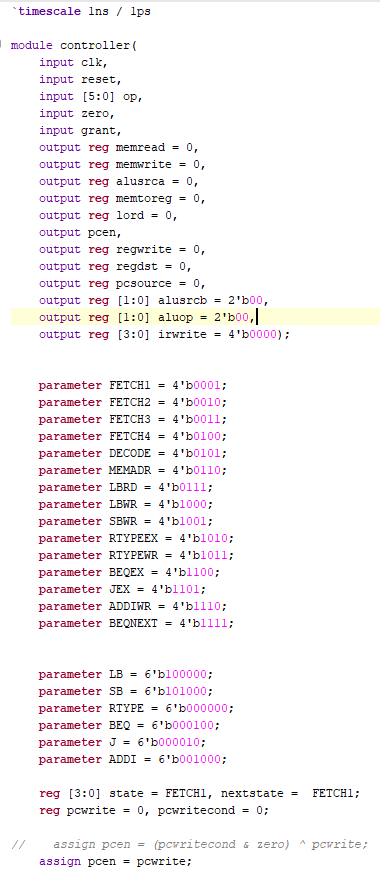 `timescale 1ns / 1ps
module controller(
input clk,
input reset,
input [5:0] op,
input zero,
input grant,
output reg memread = 0,
output reg memwrite = 0,
output reg alusrca = 0,
output reg memtoreg = 0,
output reg lord = 0,
output pcen,
output reg regwrite = 0,
output reg regdst = 0,
output reg pcsource = 0,
output reg [1:0] alusrcb = 2'b00,
output reg [1:0] aluop = 2'b00,
output reg [3:0] irwrite = 4'b0000);
parameter FETCH1 = 4'b0001;
parameter FETCH2 = 4'b0010;
parameter FETCH3 = 4'b0011;
parameter FETCH4 = 4'b0100;
parameter DECODE = 4'b0101;
parameter MEMADR = 4'b0110;
parameter LBRD = 4'b0111;
parameter LBWR = 4'b1000;
parameter SBWR = 4'b1001;
parameter RTYPEEX = 4'b1010;
parameter RTYPEWR = 4'b1011;
parameter BEQEX = 4'b1100;
parameter JEX = 4'b1101;
parameter ADDIWR = 4'b1110;
parameter BEQNEXT = 4'b1111;
parameter LB = 6'b100000;
parameter SB = 6'b101000;
parameter RTYPE = 6'b000000;
parameter BEQ = 6'b000100;
parameter J = 6'b000010;
parameter ADDI = 6'b001000;
reg [3:0] state = FETCH1, nextstate =  FETCH1;
reg pcwrite = 0, pcwritecond = 0;
//   assign pcen = (pcwritecond & zero) ^ pcwrite;
assign pcen = pcwrite;